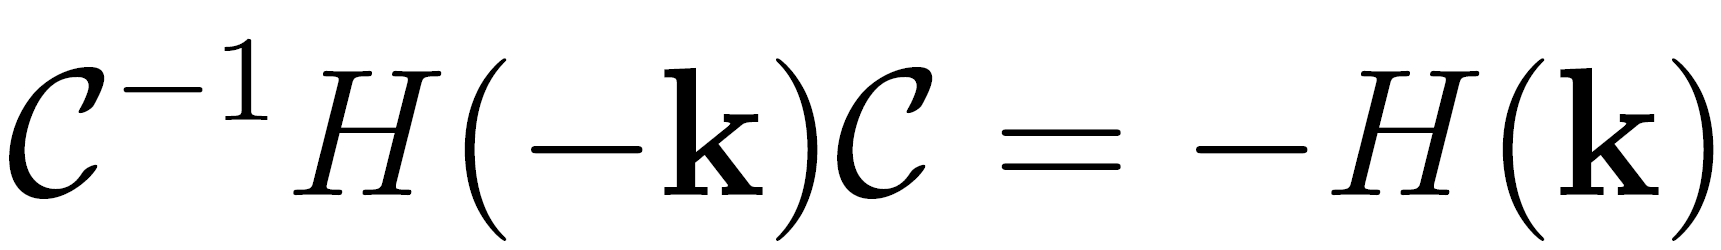 𝒞⁻¹H(−𝐤)𝒞 = −H(𝐤)